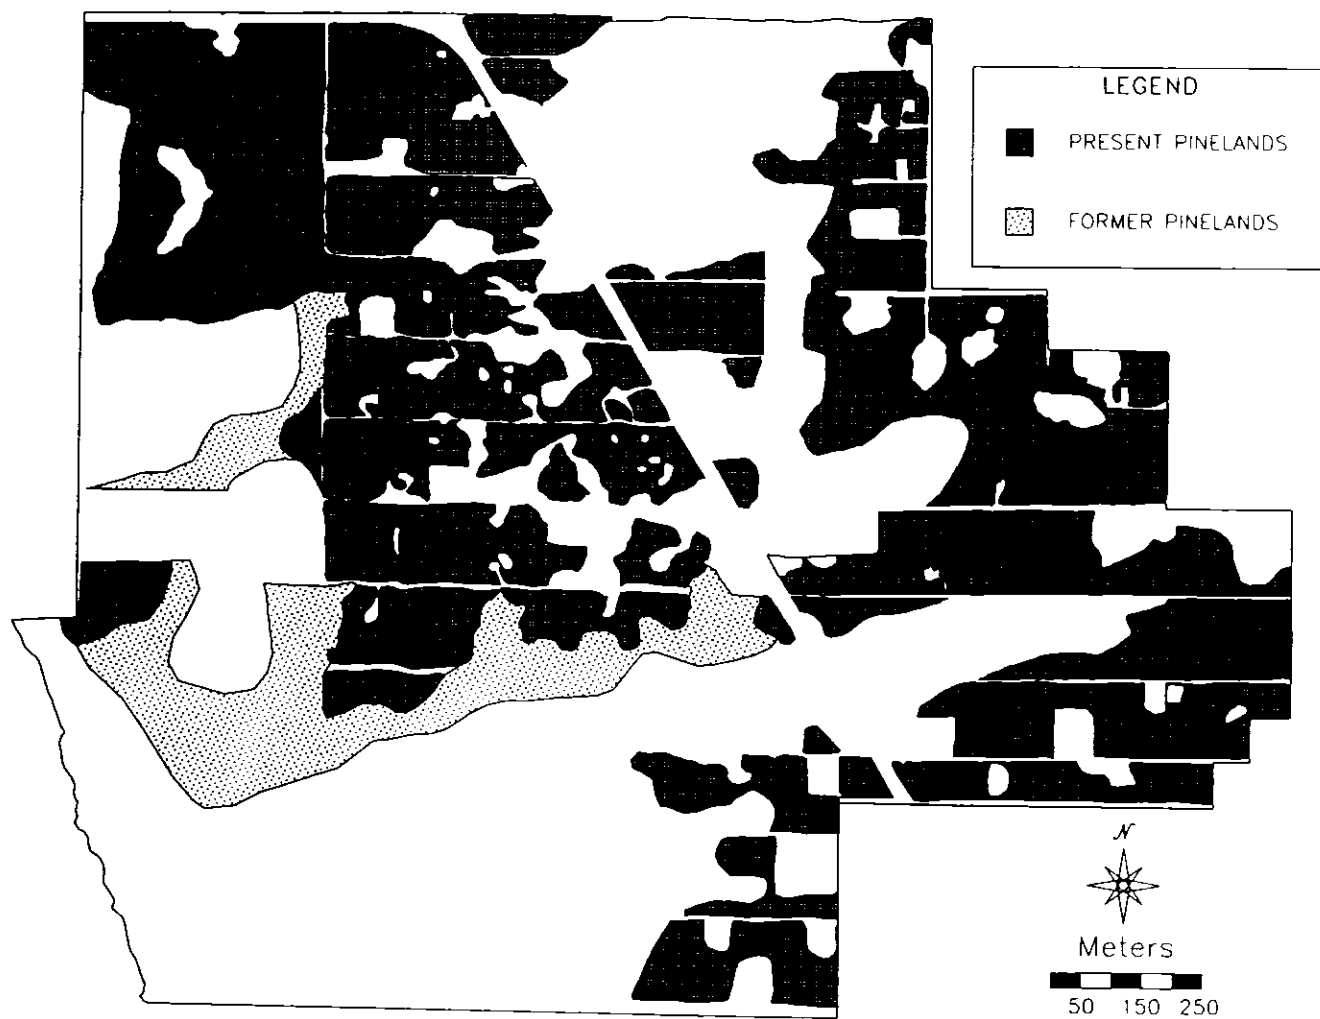 LEGEND
PRESENT PINELANDS
FORMER PINELANDS
N
Meters
50 150 250